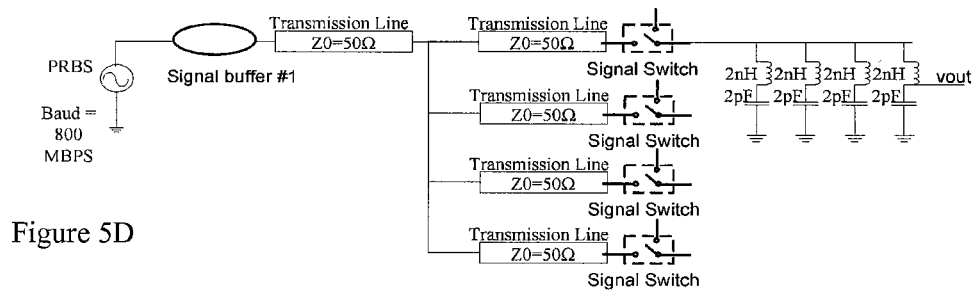 Transmission Line
Z0=50Ω
Transmission Line
Z0=50Ω
PRBS
Signal buffer #1
Signal Switch
2nH 2nH 2nH 2nH
vout
2pF 2pF 2pF 2pF
Baud =
800
MBPS
Transmission Line
Z0=50Ω
Signal Switch
Transmission Line
Z0=50Ω
Signal Switch
Figure 5D
Transmission Line
Z0=50Ω
Signal Switch